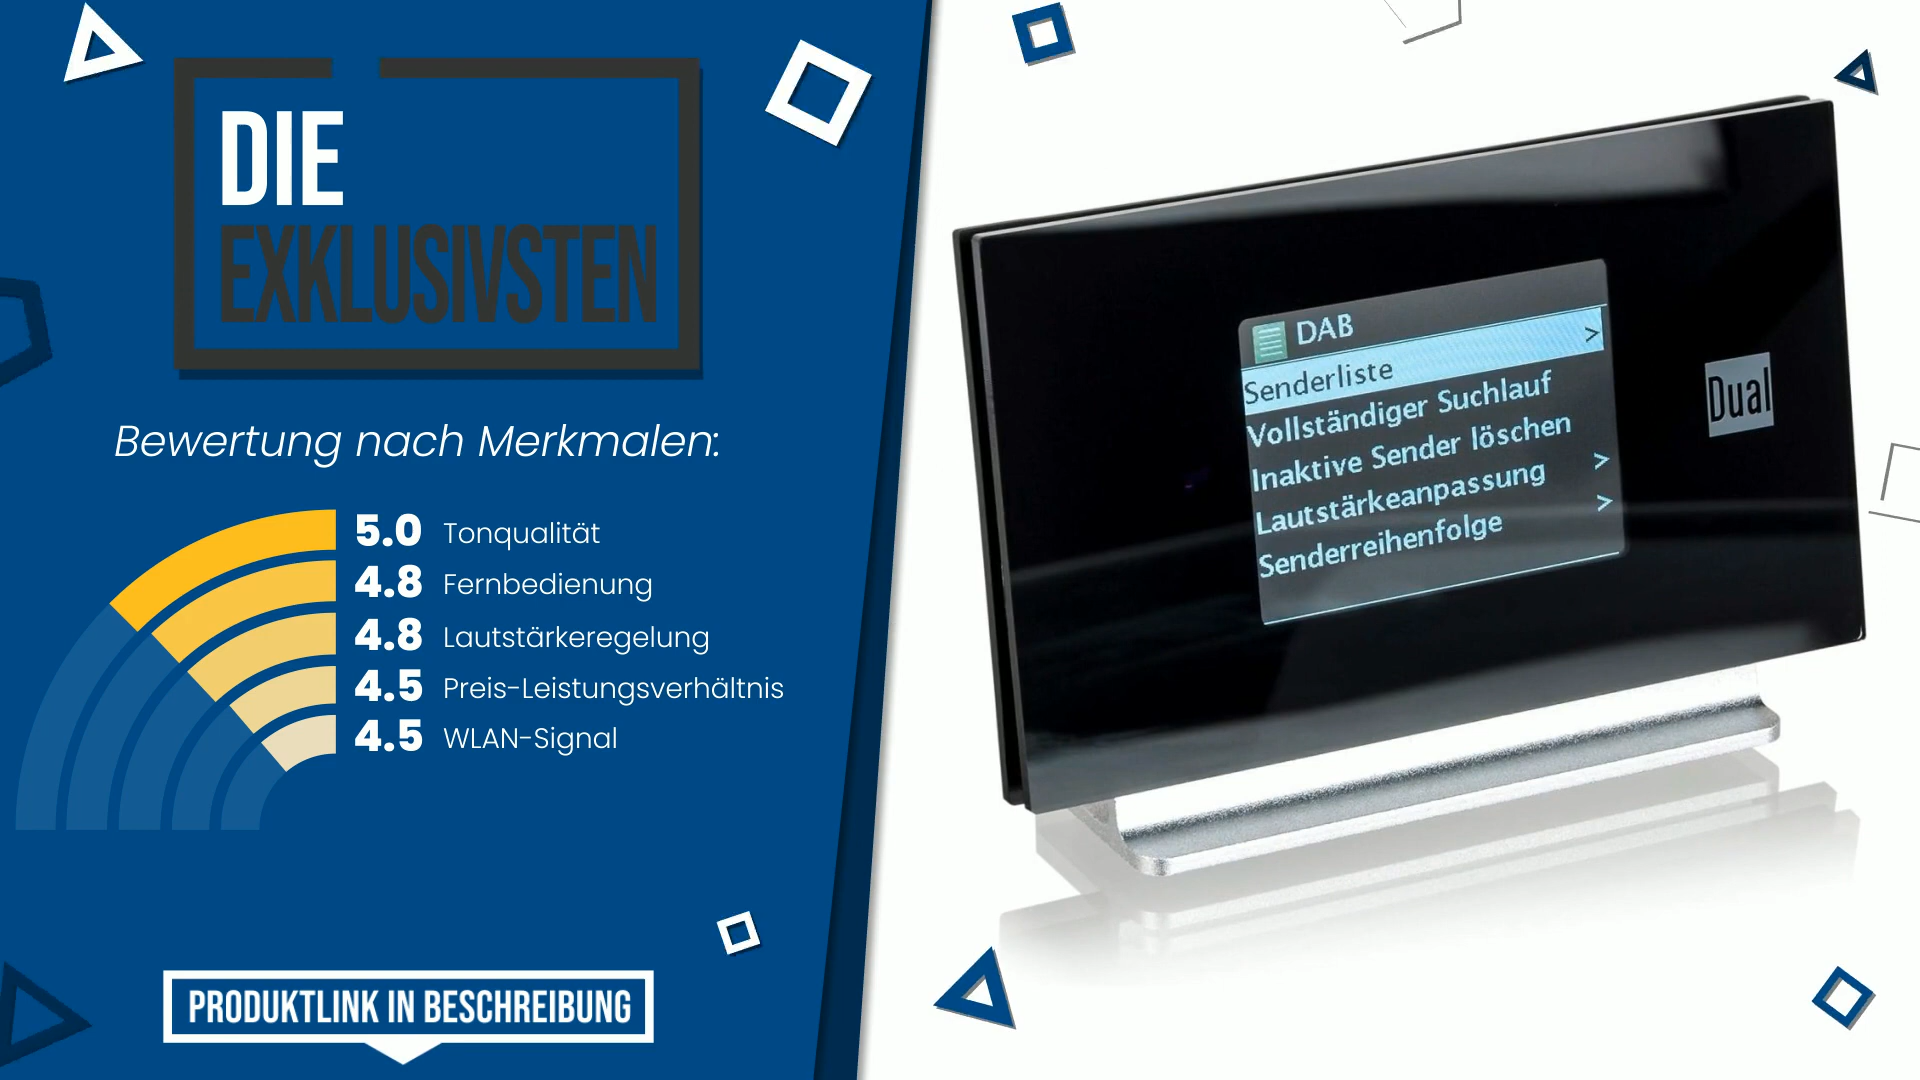 DIE
EXKLUSIVSTEN
Bewertung nach Merkmalen:
5.0 Tonqualität
4.8 Fernbedienung
4.8 Lautstärkeregelung
4.5 Preis-Leistungsverhältnis
4.5 WLAN-Signal
PRODUKTLINK IN BESCHREIBUNG
DAB
Senderliste >
Vollständiger Suchlauf
Inaktive Sender löschen
Lautstärkeanpassung >
Senderreihenfolge >
Dual